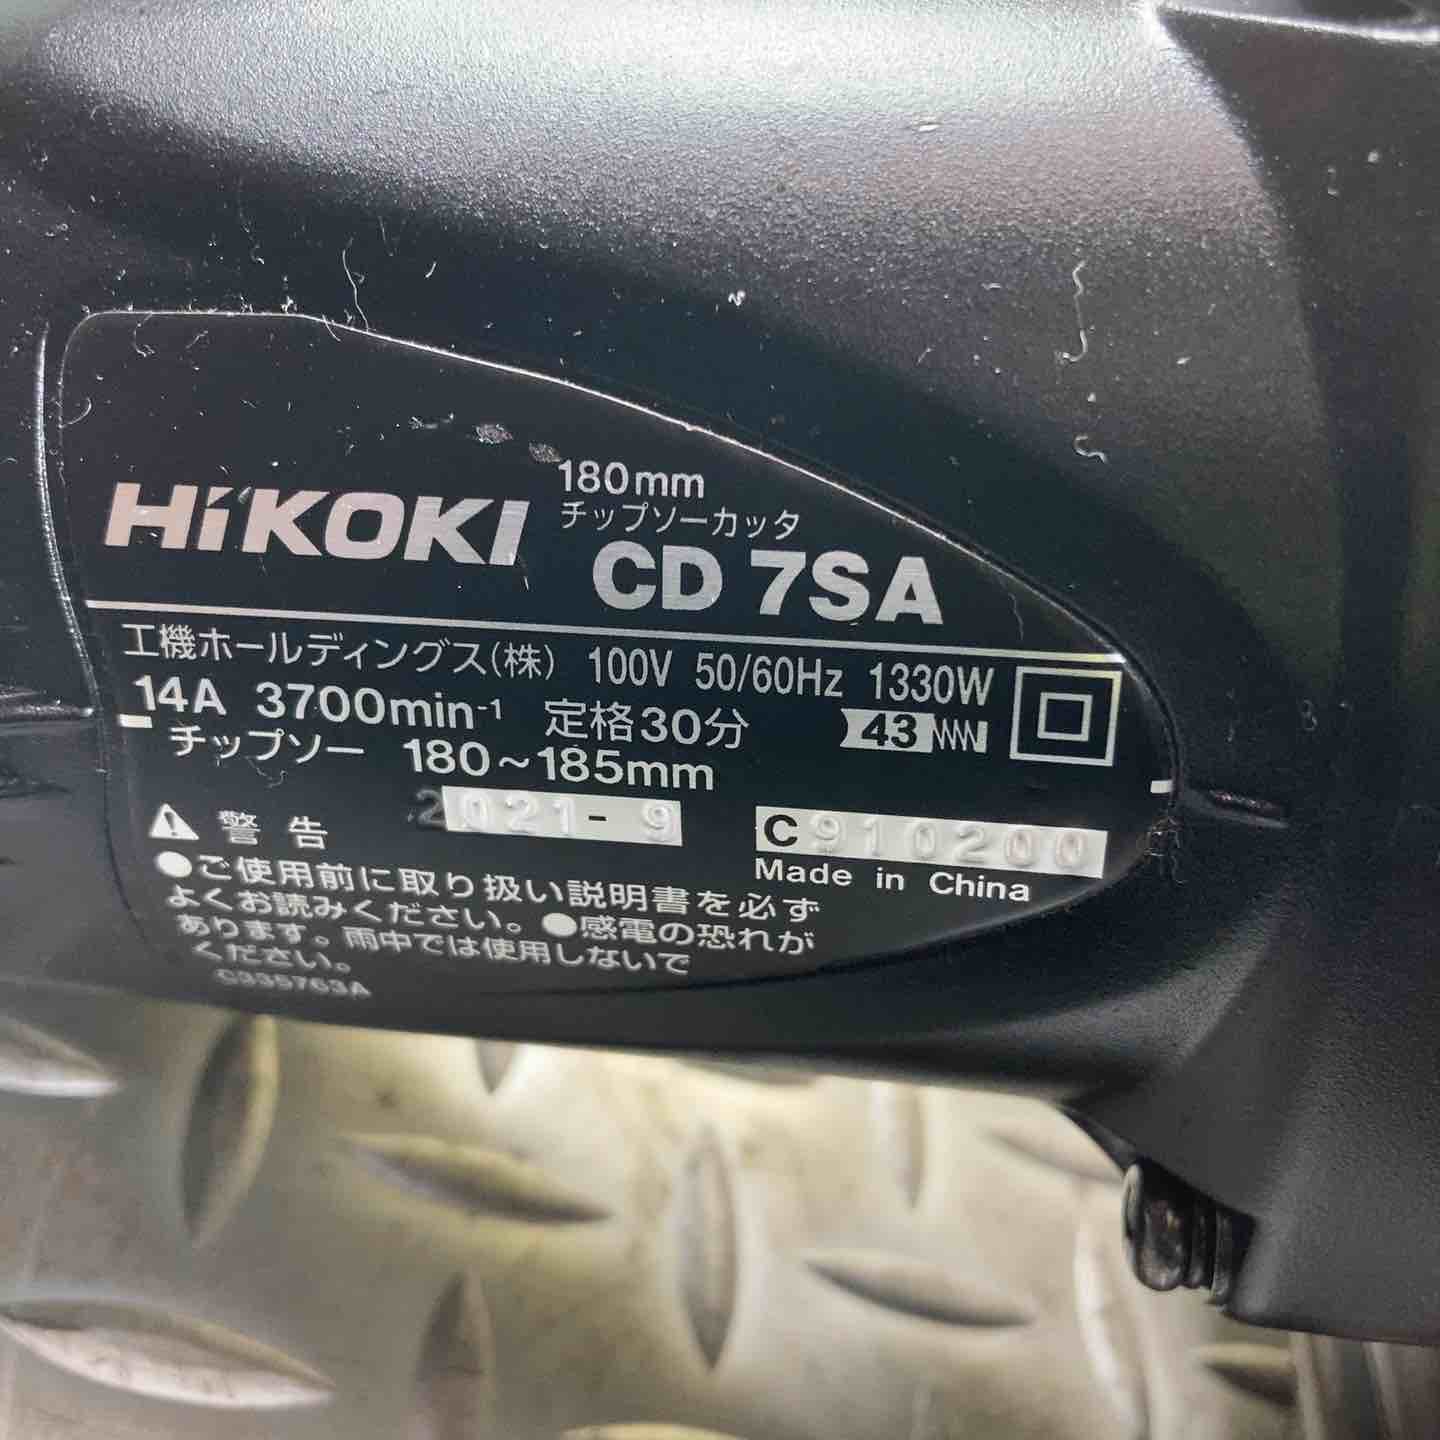 HiKOKI
180mm
チップソーカッタ
CD 7SA
工機ホールディングス(株) 100V 50/60Hz 1330W
14A 3700min⁻¹ 定格30分 43
チップソー 180~185mm
2021-9
C910200
Made in China
警告
●ご使用前に取り扱い説明書を必ず
よくお読みください。●感電の恐れが
あります。雨中では使用しないで
ください。
C335763A